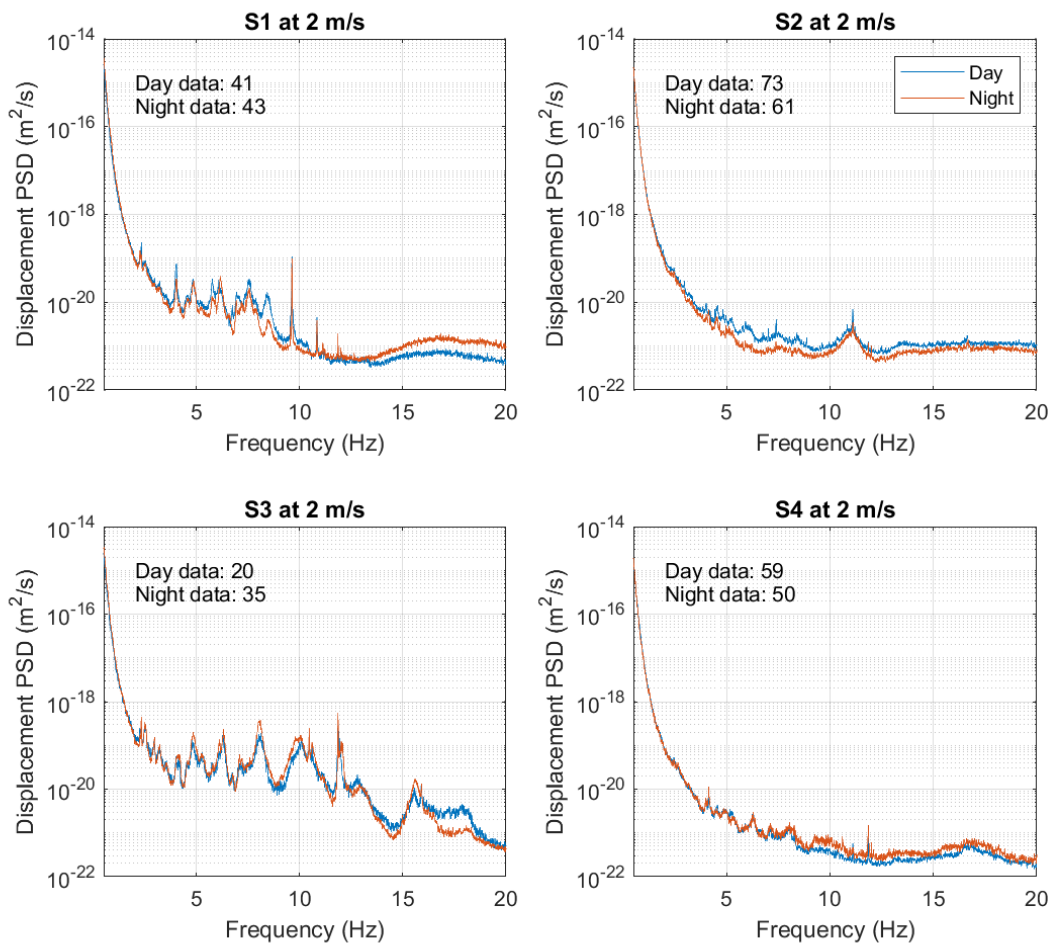 S1 at 2 m/s
10^-14
10^-16
10^-18
10^-20
10^-22
Displacement PSD (m^2/s)
Day data: 41
Night data: 43
5 10 15 20
Frequency (Hz)
S2 at 2 m/s
10^-14
10^-16
10^-18
10^-20
10^-22
Displacement PSD (m^2/s)
Day data: 73
Night data: 61
Day
Night
5 10 15 20
Frequency (Hz)
S3 at 2 m/s
10^-14
10^-16
10^-18
10^-20
10^-22
Displacement PSD (m^2/s)
Day data: 20
Night data: 35
5 10 15 20
Frequency (Hz)
S4 at 2 m/s
10^-14
10^-16
10^-18
10^-20
10^-22
Displacement PSD (m^2/s)
Day data: 59
Night data: 50
5 10 15 20
Frequency (Hz)